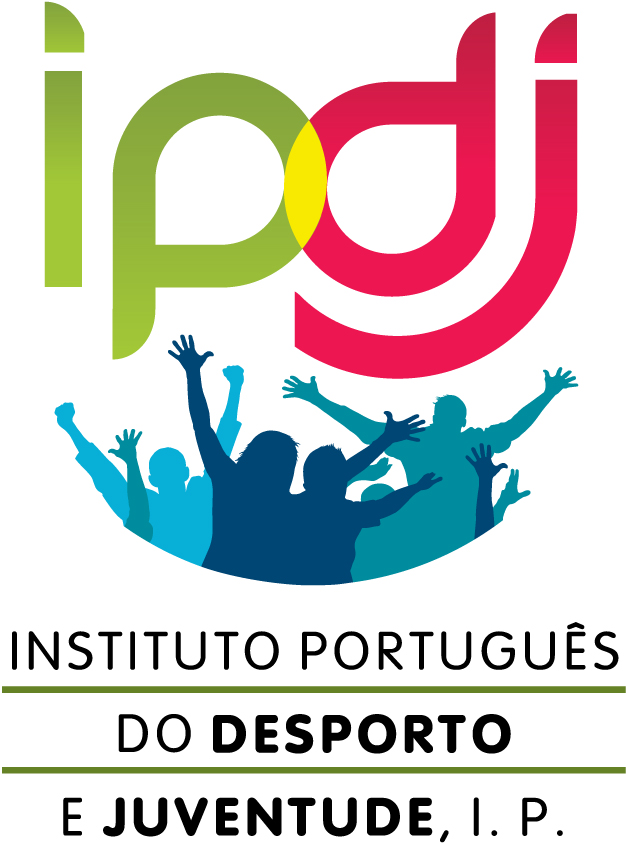 ipdj
INSTITUTO PORTUGUÊS
DO DESPORTO
E JUVENTUDE, I. P.